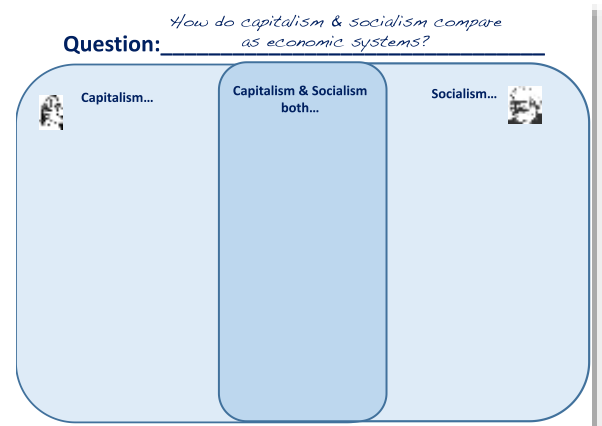 How do capitalism & socialism compare
Question: as economic systems?
Capitalism…
Capitalism & Socialism
both…
Socialism…